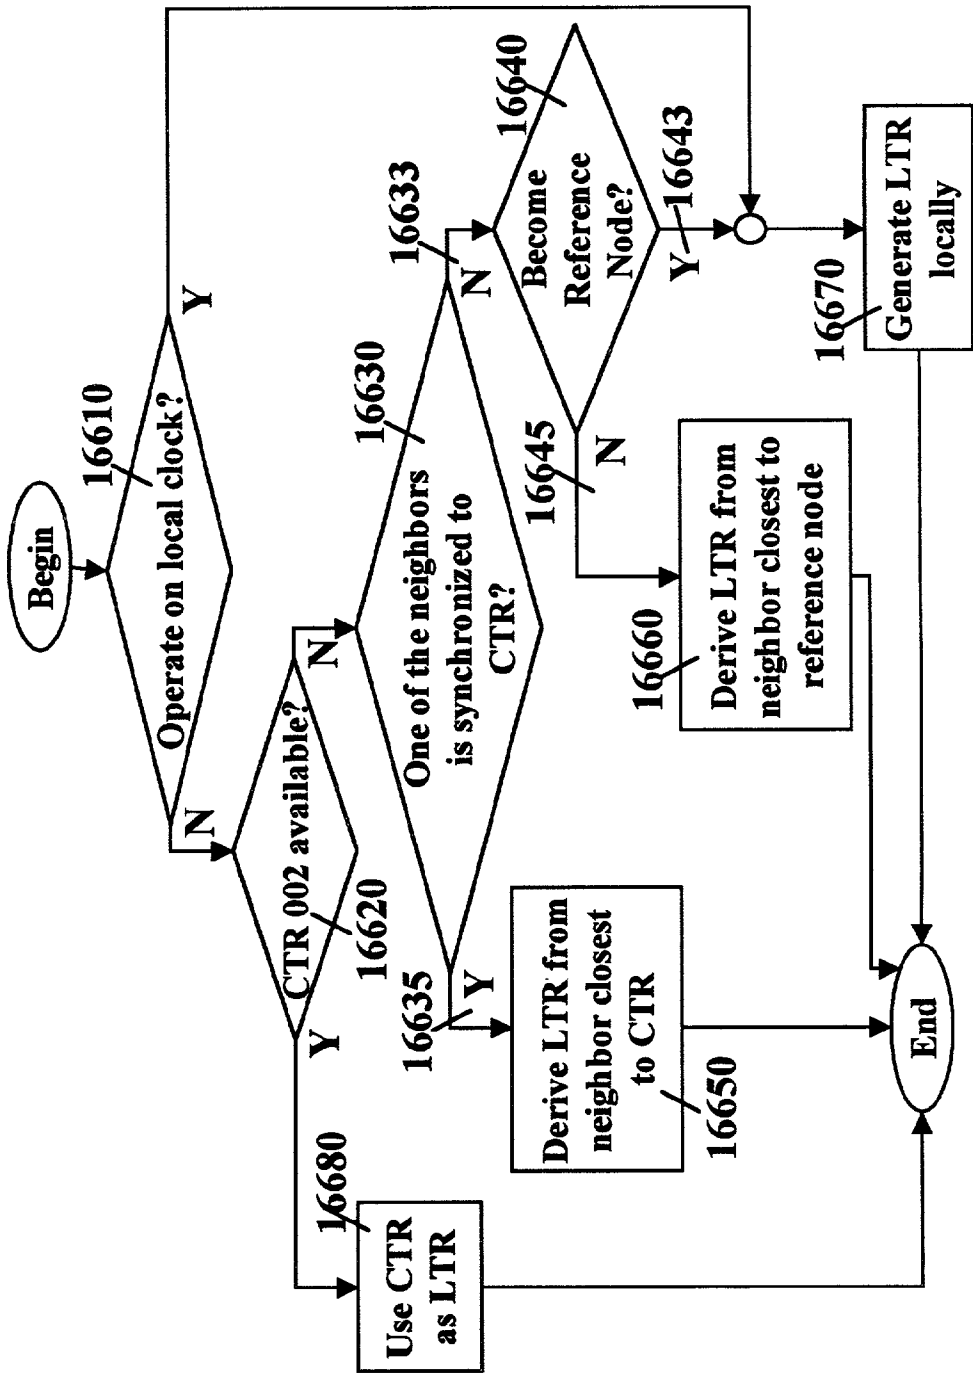 Begin
16610
Operate on local clock?
Y
N
CTR 002 available?
16620
Y
N
16630
One of the neighbors
is synchronized to
CTR?
16633
N
16635
Y
16640
Become
Reference
Node?
16643
Y
16645
N
16680
Use CTR
as LTR
Derive LTR from
neighbor closest
to CTR
16650
16660
Derive LTR from
neighbor closest to
reference node
16670
Generate LTR
locally
End